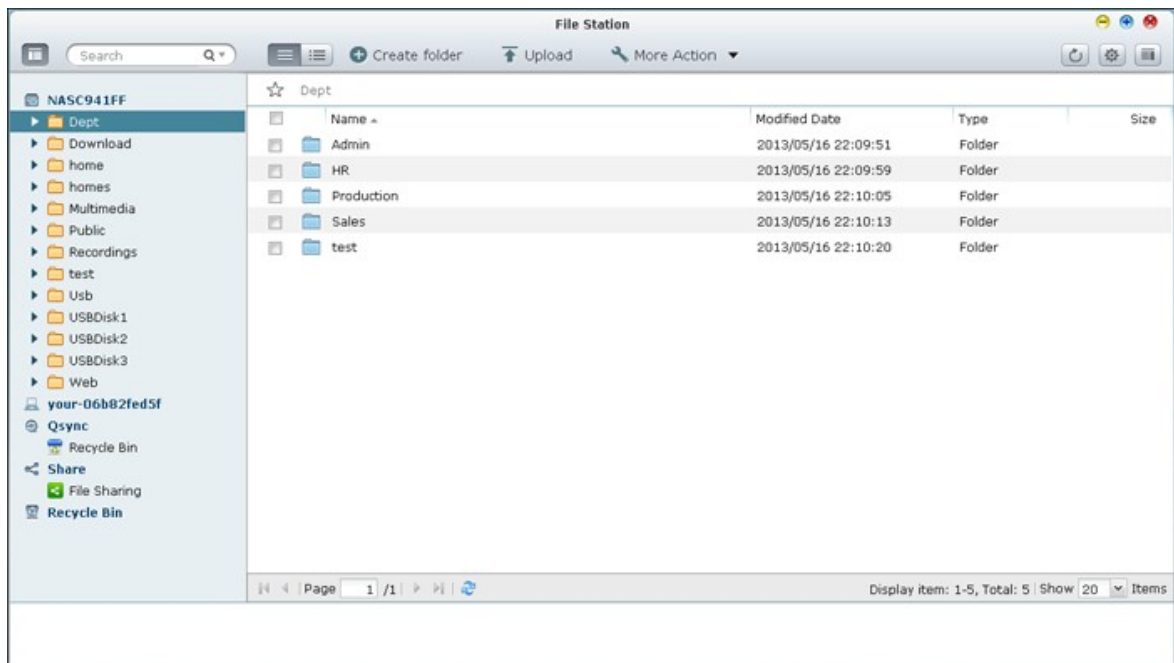 File Station
Search
Create folder Upload More Action
NASC941FF
Dept
Download
home
homes
Multimedia
Public
Recordings
test
Usb
USBDisk1
USBDisk2
USBDisk3
Web
your-06b82fed5f
Qsync
Recycle Bin
Share
File Sharing
Recycle Bin
Dept
Name Modified Date Type Size
Admin 2013/05/16 22:09:51 Folder
HR 2013/05/16 22:09:59 Folder
Production 2013/05/16 22:10:05 Folder
Sales 2013/05/16 22:10:13 Folder
test 2013/05/16 22:10:20 Folder
Page 1 /1 Display item: 1-5, Total: 5 Show 20 Items